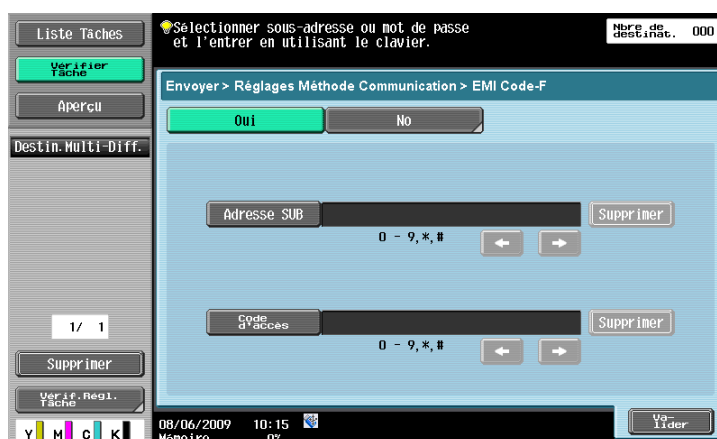 Liste Tâches
Vérifier
Tâche
Aperçu
Destin.Multi-Diff.
1/ 1
Supprimer
Vérif.Régl.
Tâche
Y M C K
Sélectionner sous-adresse ou mot de passe
et l'entrer en utilisant le clavier.
Nbre de
destinat. 000
Envoyer > Réglages Méthode Communication > EMI Code-F
Oui No
Adresse SUB Supprimer
0 - 9,*,#
Code
d'accès Supprimer
0 - 9,*,#
08/06/2009 10:15
Mémoire 0%
Va-
lider